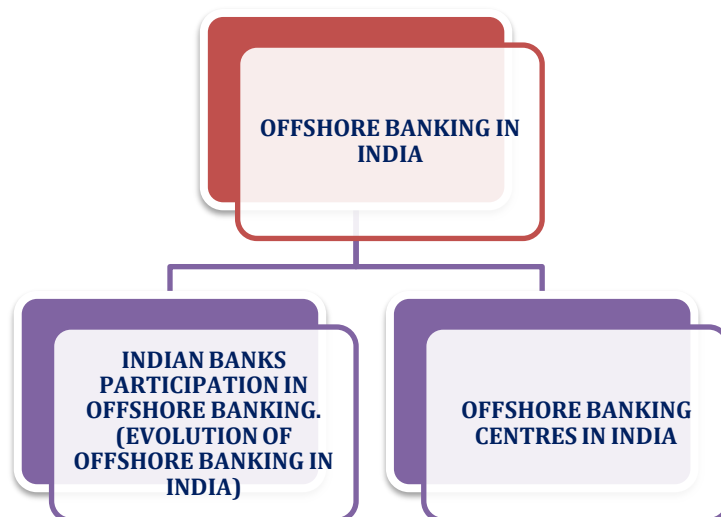 OFFSHORE BANKING IN
INDIA
INDIAN BANKS
PARTICIPATION IN
OFFSHORE BANKING.
(EVOLUTION OF
OFFSHORE BANKING IN
INDIA)
OFFSHORE BANKING
CENTRES IN INDIA